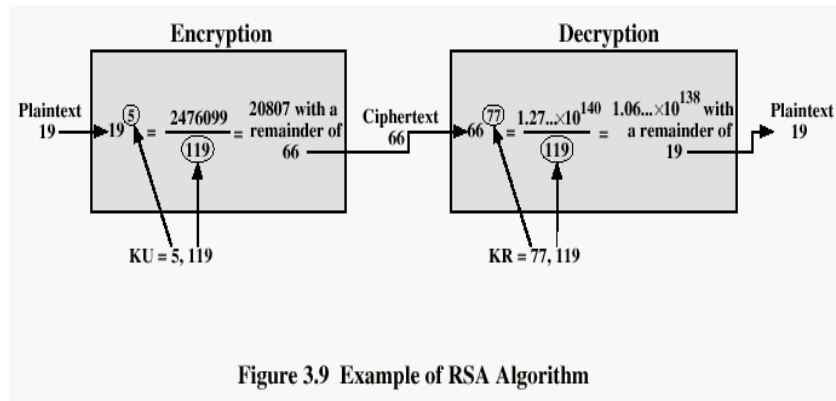 Encryption
Decryption
Plaintext
19
19 5 = 2476099 / 119 = 20807 with a
remainder of
66
Ciphertext
66
66 77 = 1.27...×10^140 / 119 = 1.06...×10^138 with
a remainder of
19
Plaintext
19
KU = 5, 119
KR = 77, 119
Figure 3.9 Example of RSA Algorithm